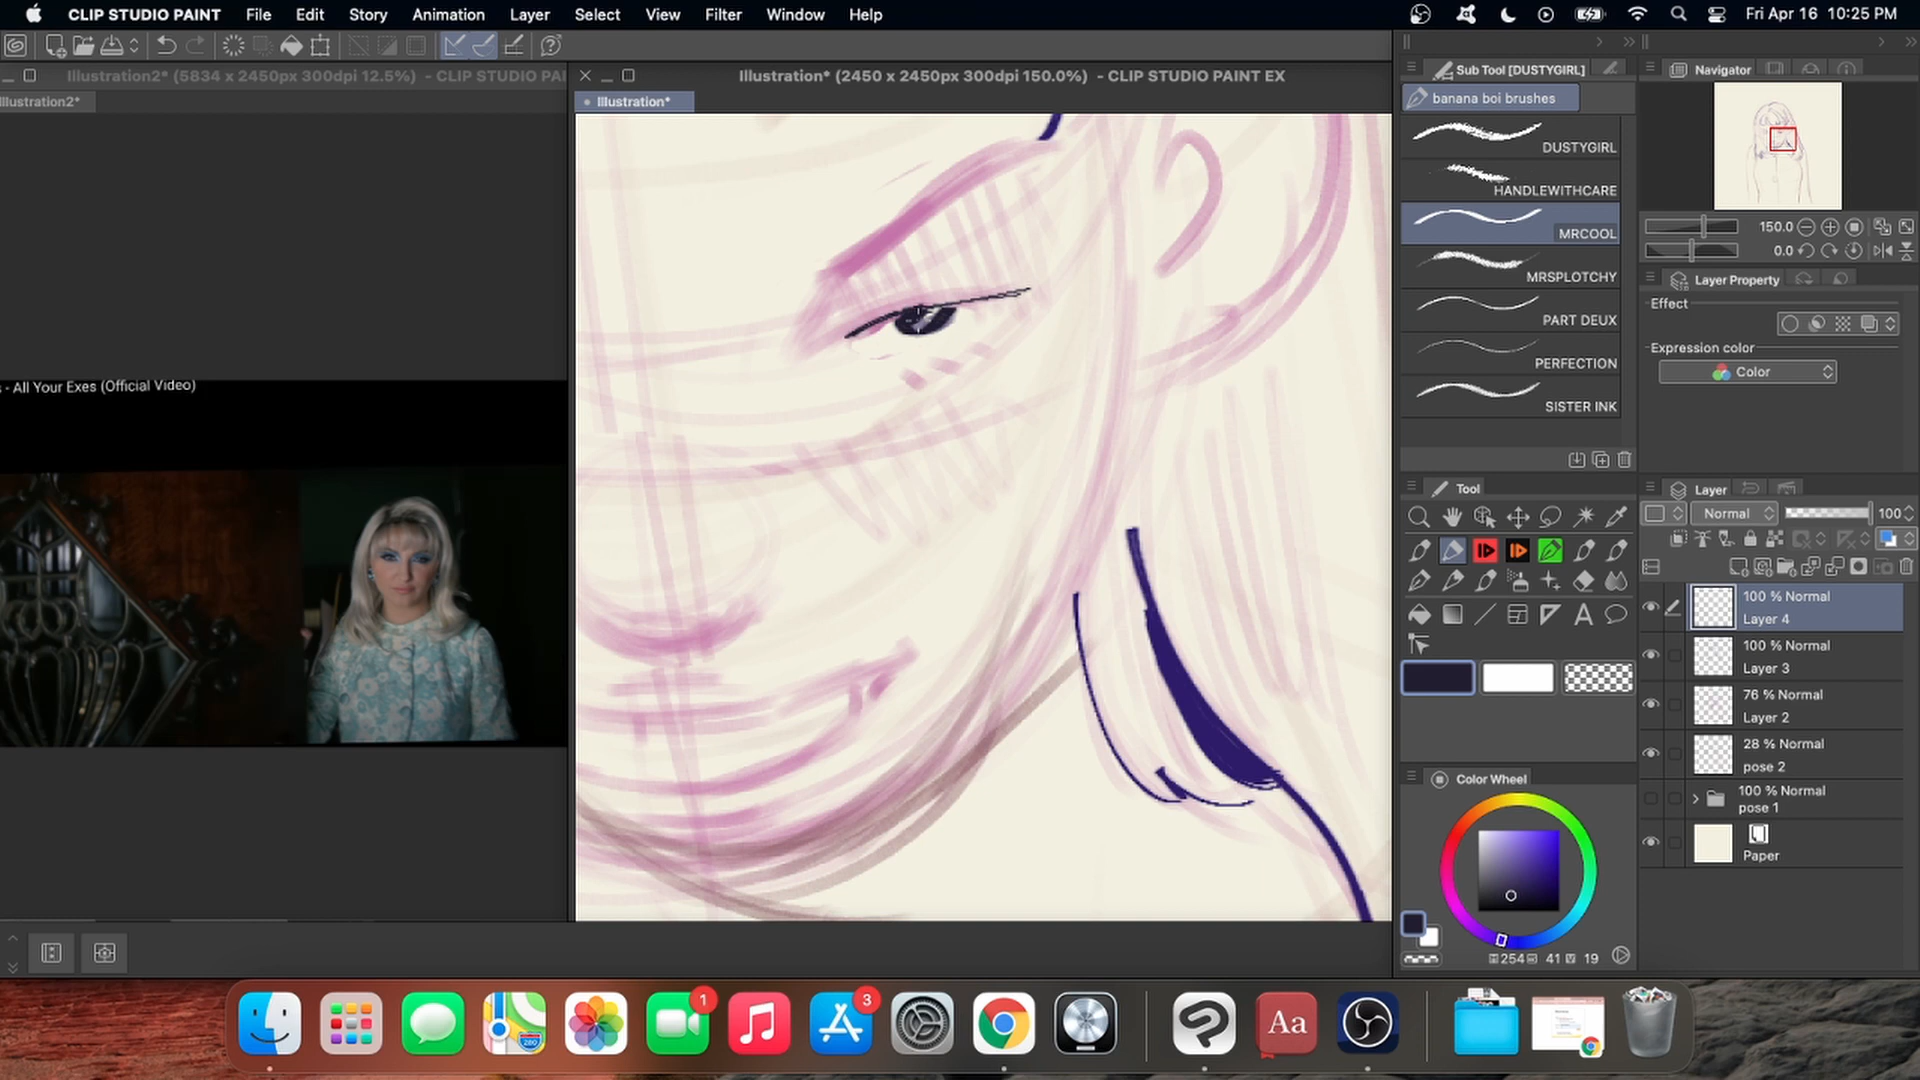 CLIP STUDIO PAINT File Edit Story Animation Layer Select View Filter Window Help Fri Apr 16 10:25 PM
Illustration2* (5834 x 2450px 300dpi 12.5%) - CLIP STUDIO PAI
Illustration* (2450 x 2450px 300dpi 150.0%) - CLIP STUDIO PAINT EX
llustration2*
Illustration*
s - All Your Exes (Official Video)
Sub Tool [DUSTYGIRL]
banana boi brushes
DUSTYGIRL
HANDLEWITHCARE
MRCOOL
MRSPLOTCHY
PART DEUX
PERFECTION
SISTER INK
Tool
A
Color Wheel
254 41 19
Navigator
150.0
0.0
Layer Property
Effect
Expression color
Color
Layer
Normal 100
100 % Normal
Layer 4
100 % Normal
Layer 3
76 % Normal
Layer 2
28 % Normal
pose 2
100 % Normal
pose 1
Paper
280
1
3
Aa